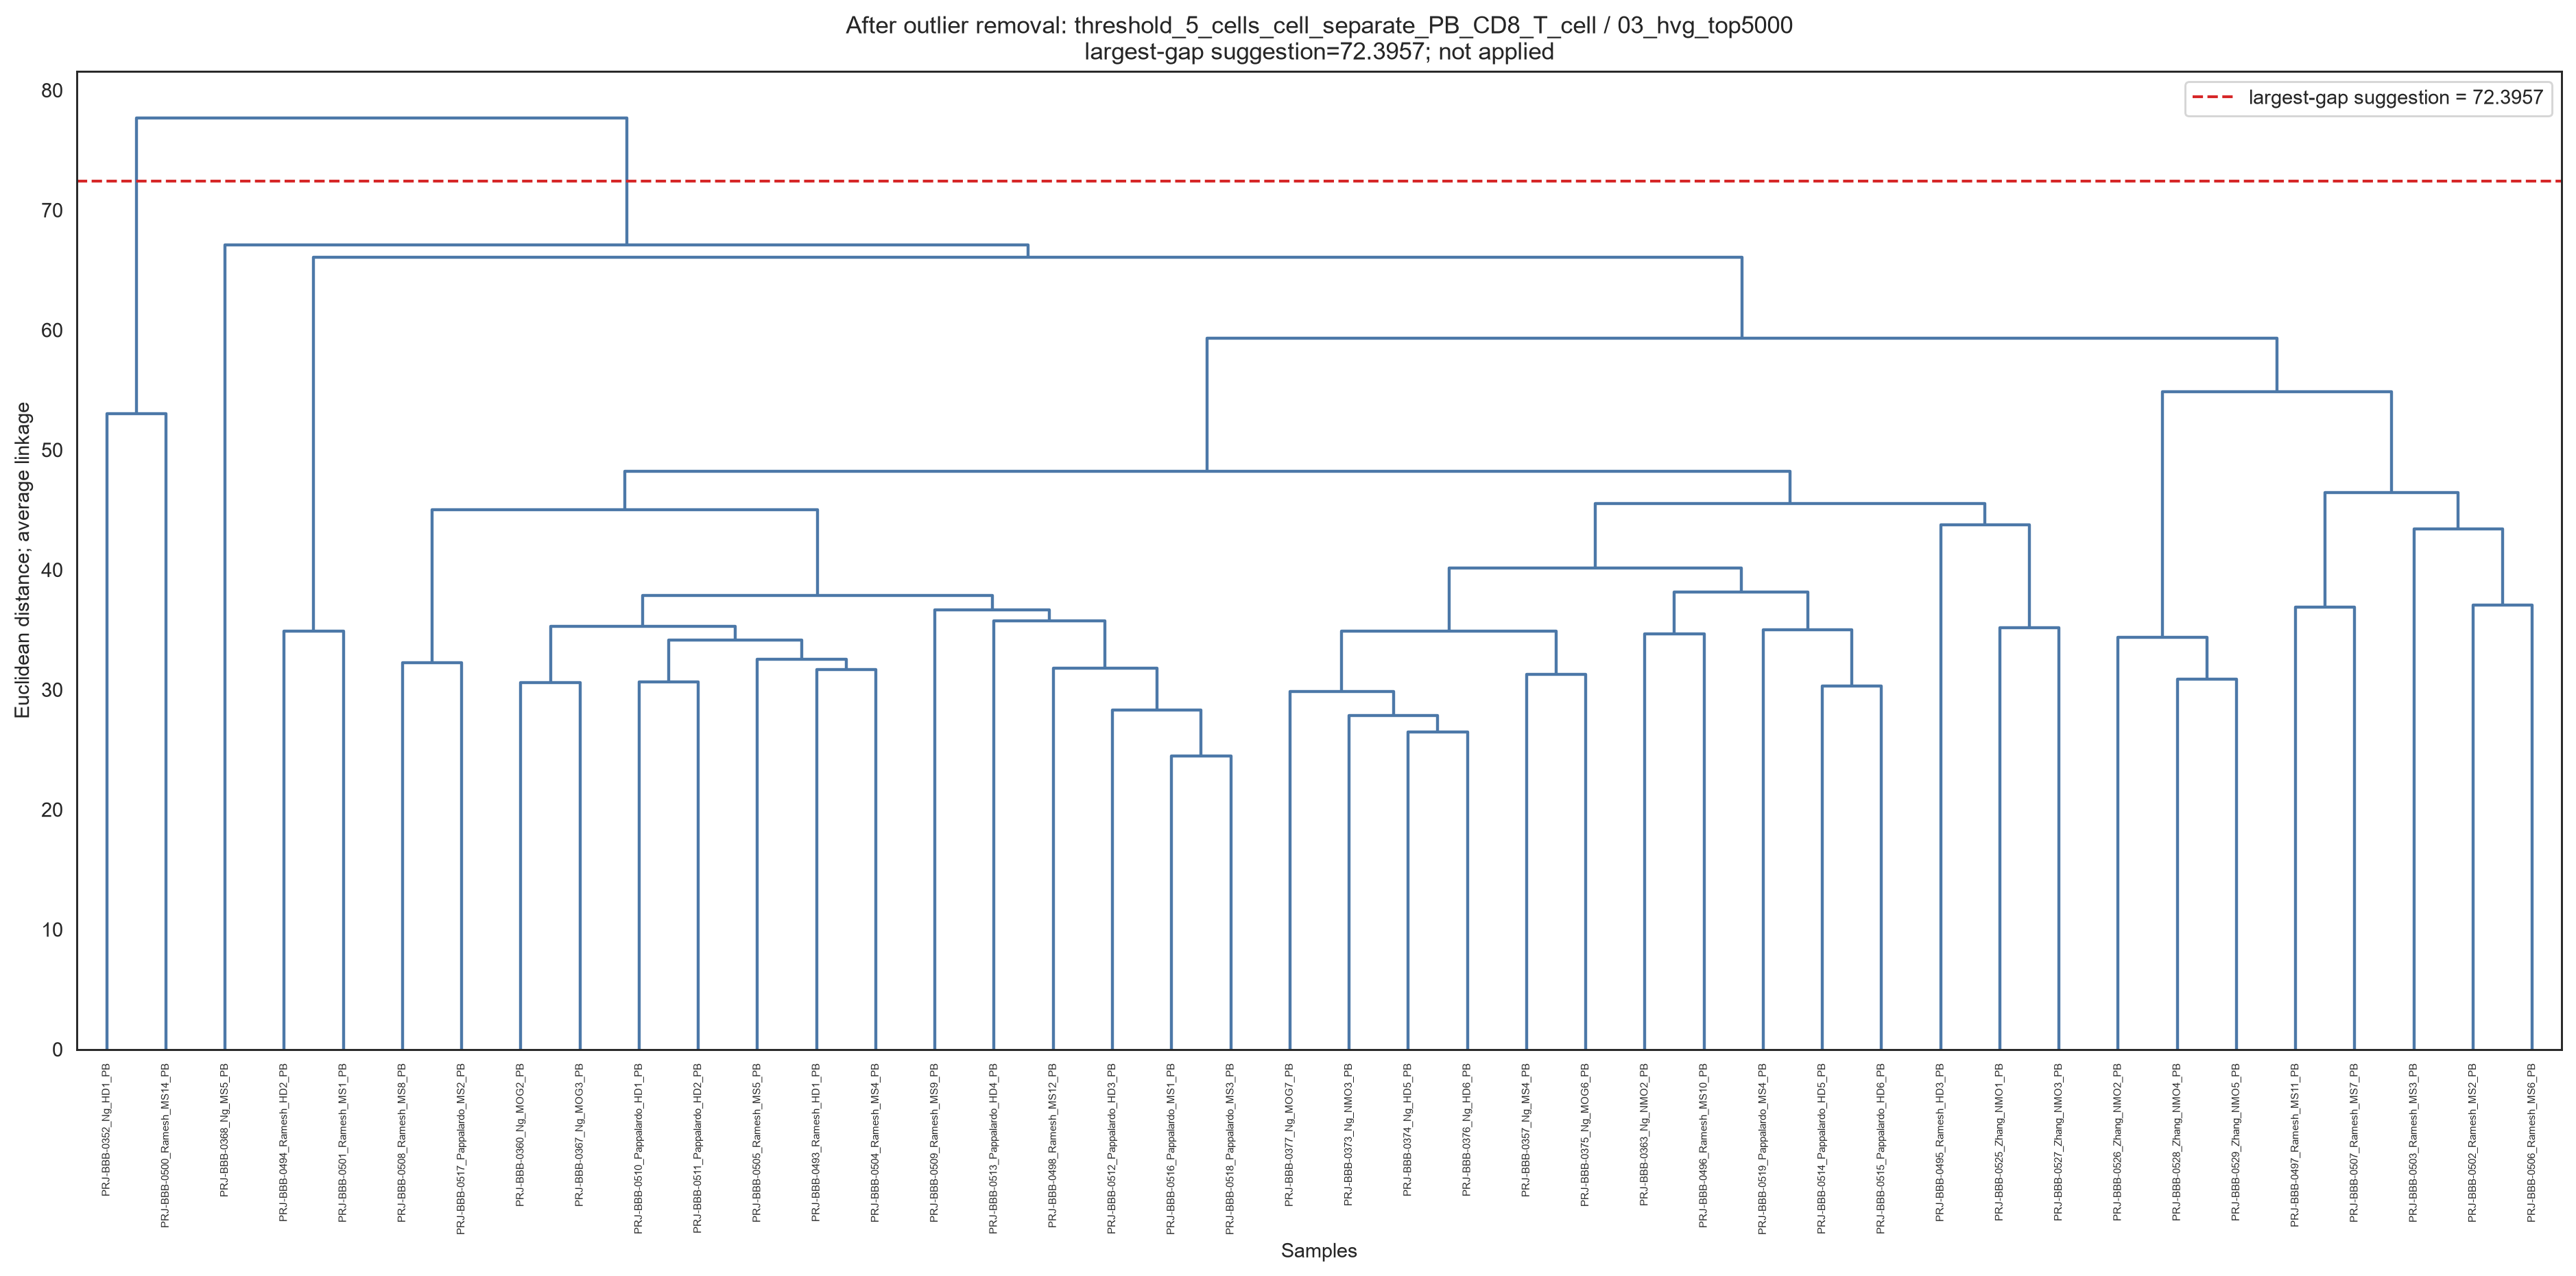 After outlier removal: threshold_5_cells_cell_separate_PB_CD8_T_cell / 03_hvg_top5000
largest-gap suggestion=72.3957; not applied
largest-gap suggestion = 72.3957
Euclidean distance; average linkage
80
70
60
50
40
30
20
10
0
PRJ-BBB-0352_Ng_HD1_PB
PRJ-BBB-0500_Ramesh_MS14_PB
PRJ-BBB-0368_Ng_MS5_PB
PRJ-BBB-0494_Ramesh_HD2_PB
PRJ-BBB-0501_Ramesh_MS1_PB
PRJ-BBB-0508_Ramesh_MS8_PB
PRJ-BBB-0517_Pappalardo_MS2_PB
PRJ-BBB-0360_Ng_MOG2_PB
PRJ-BBB-0367_Ng_MOG3_PB
PRJ-BBB-0510_Pappalardo_HD1_PB
PRJ-BBB-0511_Pappalardo_HD2_PB
PRJ-BBB-0505_Ramesh_MS5_PB
PRJ-BBB-0493_Ramesh_HD1_PB
PRJ-BBB-0504_Ramesh_MS4_PB
PRJ-BBB-0509_Ramesh_MS9_PB
PRJ-BBB-0513_Pappalardo_HD4_PB
PRJ-BBB-0498_Ramesh_MS12_PB
PRJ-BBB-0512_Pappalardo_HD3_PB
PRJ-BBB-0516_Pappalardo_MS1_PB
PRJ-BBB-0518_Pappalardo_MS3_PB
PRJ-BBB-0377_Ng_MOG7_PB
PRJ-BBB-0373_Ng_NMO3_PB
PRJ-BBB-0374_Ng_HD5_PB
PRJ-BBB-0376_Ng_HD6_PB
PRJ-BBB-0357_Ng_MS4_PB
PRJ-BBB-0375_Ng_MOG6_PB
PRJ-BBB-0363_Ng_NMO2_PB
PRJ-BBB-0496_Ramesh_MS10_PB
PRJ-BBB-0519_Pappalardo_MS4_PB
PRJ-BBB-0514_Pappalardo_HD5_PB
PRJ-BBB-0515_Pappalardo_HD6_PB
PRJ-BBB-0495_Ramesh_HD3_PB
PRJ-BBB-0525_Zhang_NMO1_PB
PRJ-BBB-0527_Zhang_NMO3_PB
PRJ-BBB-0526_Zhang_NMO2_PB
PRJ-BBB-0528_Zhang_NMO4_PB
PRJ-BBB-0529_Zhang_NMO5_PB
PRJ-BBB-0497_Ramesh_MS11_PB
PRJ-BBB-0507_Ramesh_MS7_PB
PRJ-BBB-0503_Ramesh_MS3_PB
PRJ-BBB-0502_Ramesh_MS2_PB
PRJ-BBB-0506_Ramesh_MS6_PB
Samples